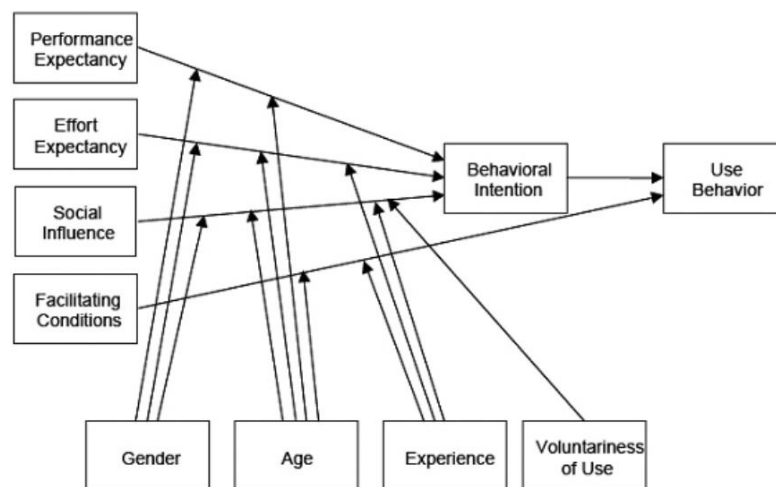 Performance
Expectancy
Effort
Expectancy
Social
Influence
Facilitating
Conditions
Behavioral
Intention
Use
Behavior
Gender
Age
Experience
Voluntariness
of Use